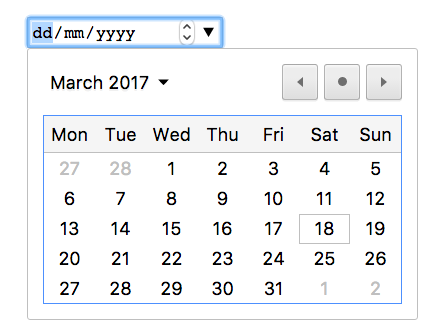 dd/mm/yyyy
March 2017
Mon Tue Wed Thu Fri Sat Sun
27 28 1 2 3 4 5
6 7 8 9 10 11 12
13 14 15 16 17 18 19
20 21 22 23 24 25 26
27 28 29 30 31 1 2